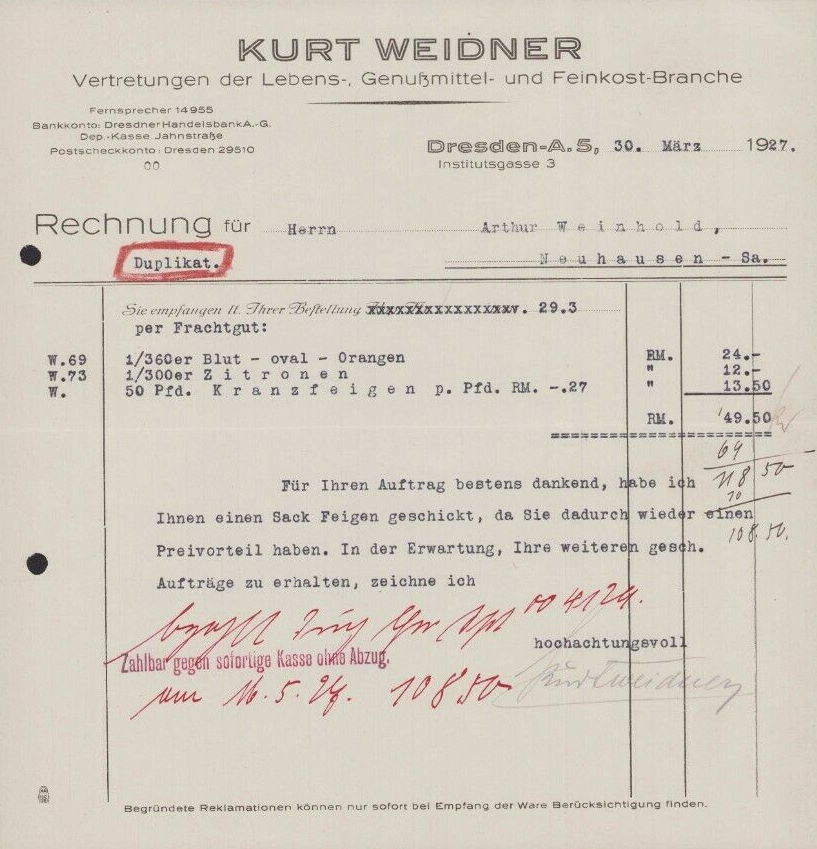 KURT WEIDNER
Vertretungen der Lebens-, Genußmittel- und Feinkost-Branche
Fernsprecher 14955
Bankkonto: Dresdner Handelsbank A.-G.
Dep.-Kasse Jahnstraße
Postscheckkonto: Dresden 29510
Dresden-A. 5, 30. März 1927.
Institutsgasse 3
Rechnung für Herrn Arthur Weinhold,
Duplikat. Neuhausen - Sa.
Sie empfangen lt. Ihrer Bestellung xxxxxxxxxxxxxxxxv. 29.3
per Frachtgut:
W.69 1/360er Blut - oval - Orangen RM. 24.-
W.73 1/300er Zitronen " 12.-
W. 50 Pfd. Kranzfeigen p. Pfd. RM. -.27 " 13.50
RM. 49.50
69
118 50
10
108.50.
Für Ihren Auftrag bestens dankend, habe ich
Ihnen einen Sack Feigen geschickt, da Sie dadurch wieder einen
Preivorteil haben. In der Erwartung, Ihre weiteren gesch.
Aufträge zu erhalten, zeichne ich
hochachtungsvoll
Zahlbar gegen sofortige Kasse ohne Abzug.
am 16.5.27. 108 50
Kurt Weidner
Begründete Reklamationen können nur sofort bei Empfang der Ware Berücksichtigung finden.